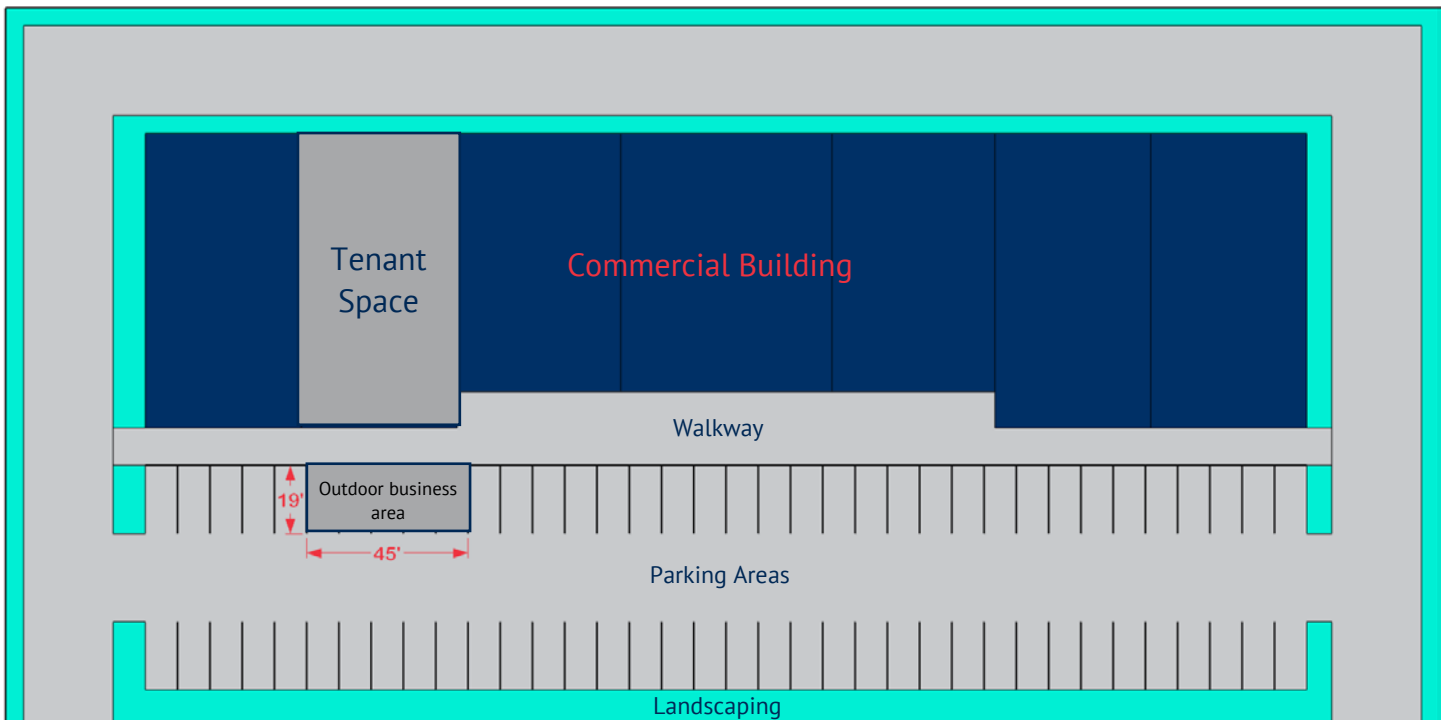 Tenant
Space
Commercial Building
Walkway
19'
Outdoor business
area
45'
Parking Areas
Landscaping